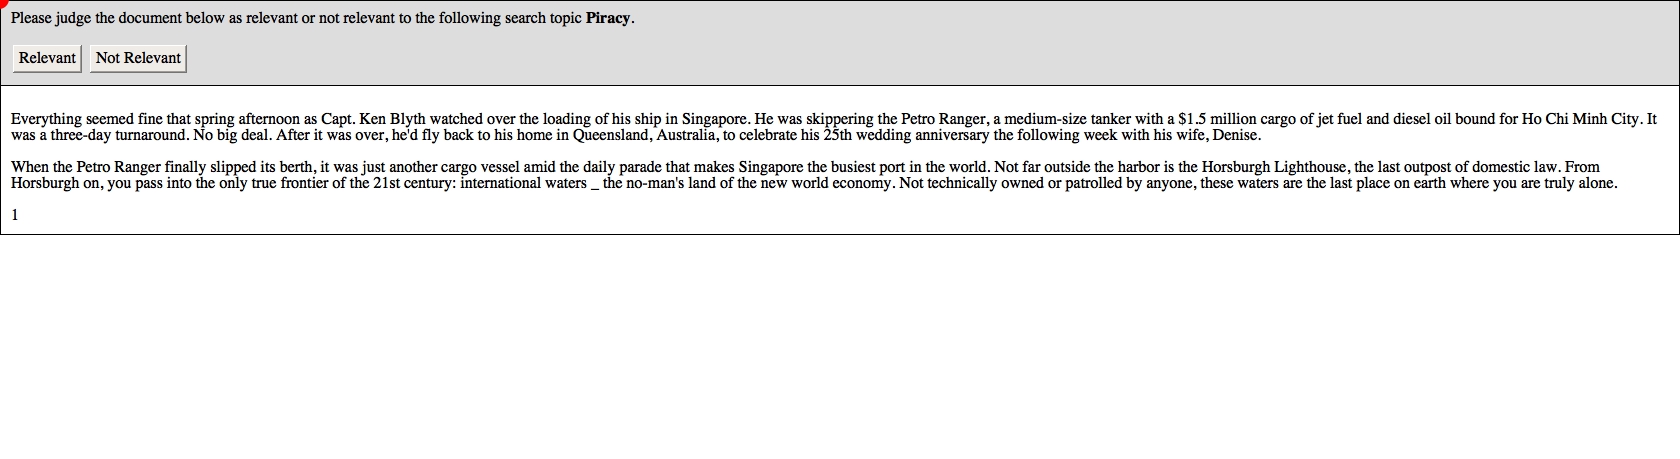 Please judge the document below as relevant or not relevant to the following search topic Piracy.
Relevant Not Relevant
Everything seemed fine that spring afternoon as Capt. Ken Blyth watched over the loading of his ship in Singapore. He was skippering the Petro Ranger, a medium-size tanker with a $1.5 million cargo of jet fuel and diesel oil bound for Ho Chi Minh City. It
was a three-day turnaround. No big deal. After it was over, he'd fly back to his home in Queensland, Australia, to celebrate his 25th wedding anniversary the following week with his wife, Denise.
When the Petro Ranger finally slipped its berth, it was just another cargo vessel amid the daily parade that makes Singapore the busiest port in the world. Not far outside the harbor is the Horsburgh Lighthouse, the last outpost of domestic law. From
Horsburgh on, you pass into the only true frontier of the 21st century: international waters _ the no-man's land of the new world economy. Not technically owned or patrolled by anyone, these waters are the last place on earth where you are truly alone.
1